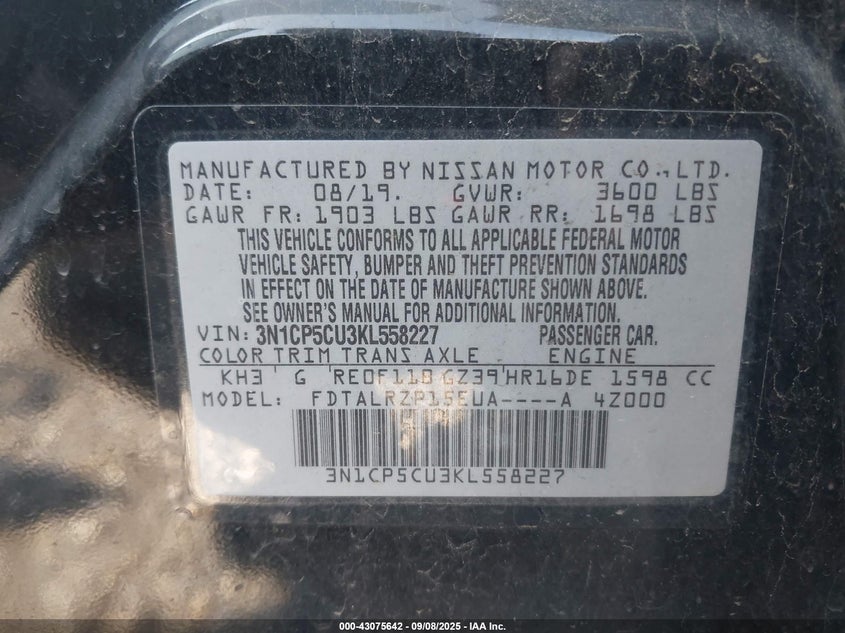 MANUFACTURED BY NISSAN MOTOR CO., LTD.
DATE: 08/19. GVWR: 3600 LBS
GAWR FR: 1903 LBS GAWR RR: 1698 LBS
THIS VEHICLE CONFORMS TO ALL APPLICABLE FEDERAL MOTOR
VEHICLE SAFETY, BUMPER AND THEFT PREVENTION STANDARDS
IN EFFECT ON THE DATE OF MANUFACTURE SHOWN ABOVE.
SEE OWNER'S MANUAL FOR ADDITIONAL INFORMATION.
VIN: 3N1CP5CU3KL558227 PASSENGER CAR.
COLOR TRIM TRANS AXLE ENGINE
KH3 G RE0F11B GZ39 HR16DE 1598 CC
MODEL: FDTALRZP15EUA----A 4Z000
3N1CP5CU3KL558227
000-43075642 - 09/08/2025 - IAA Inc.